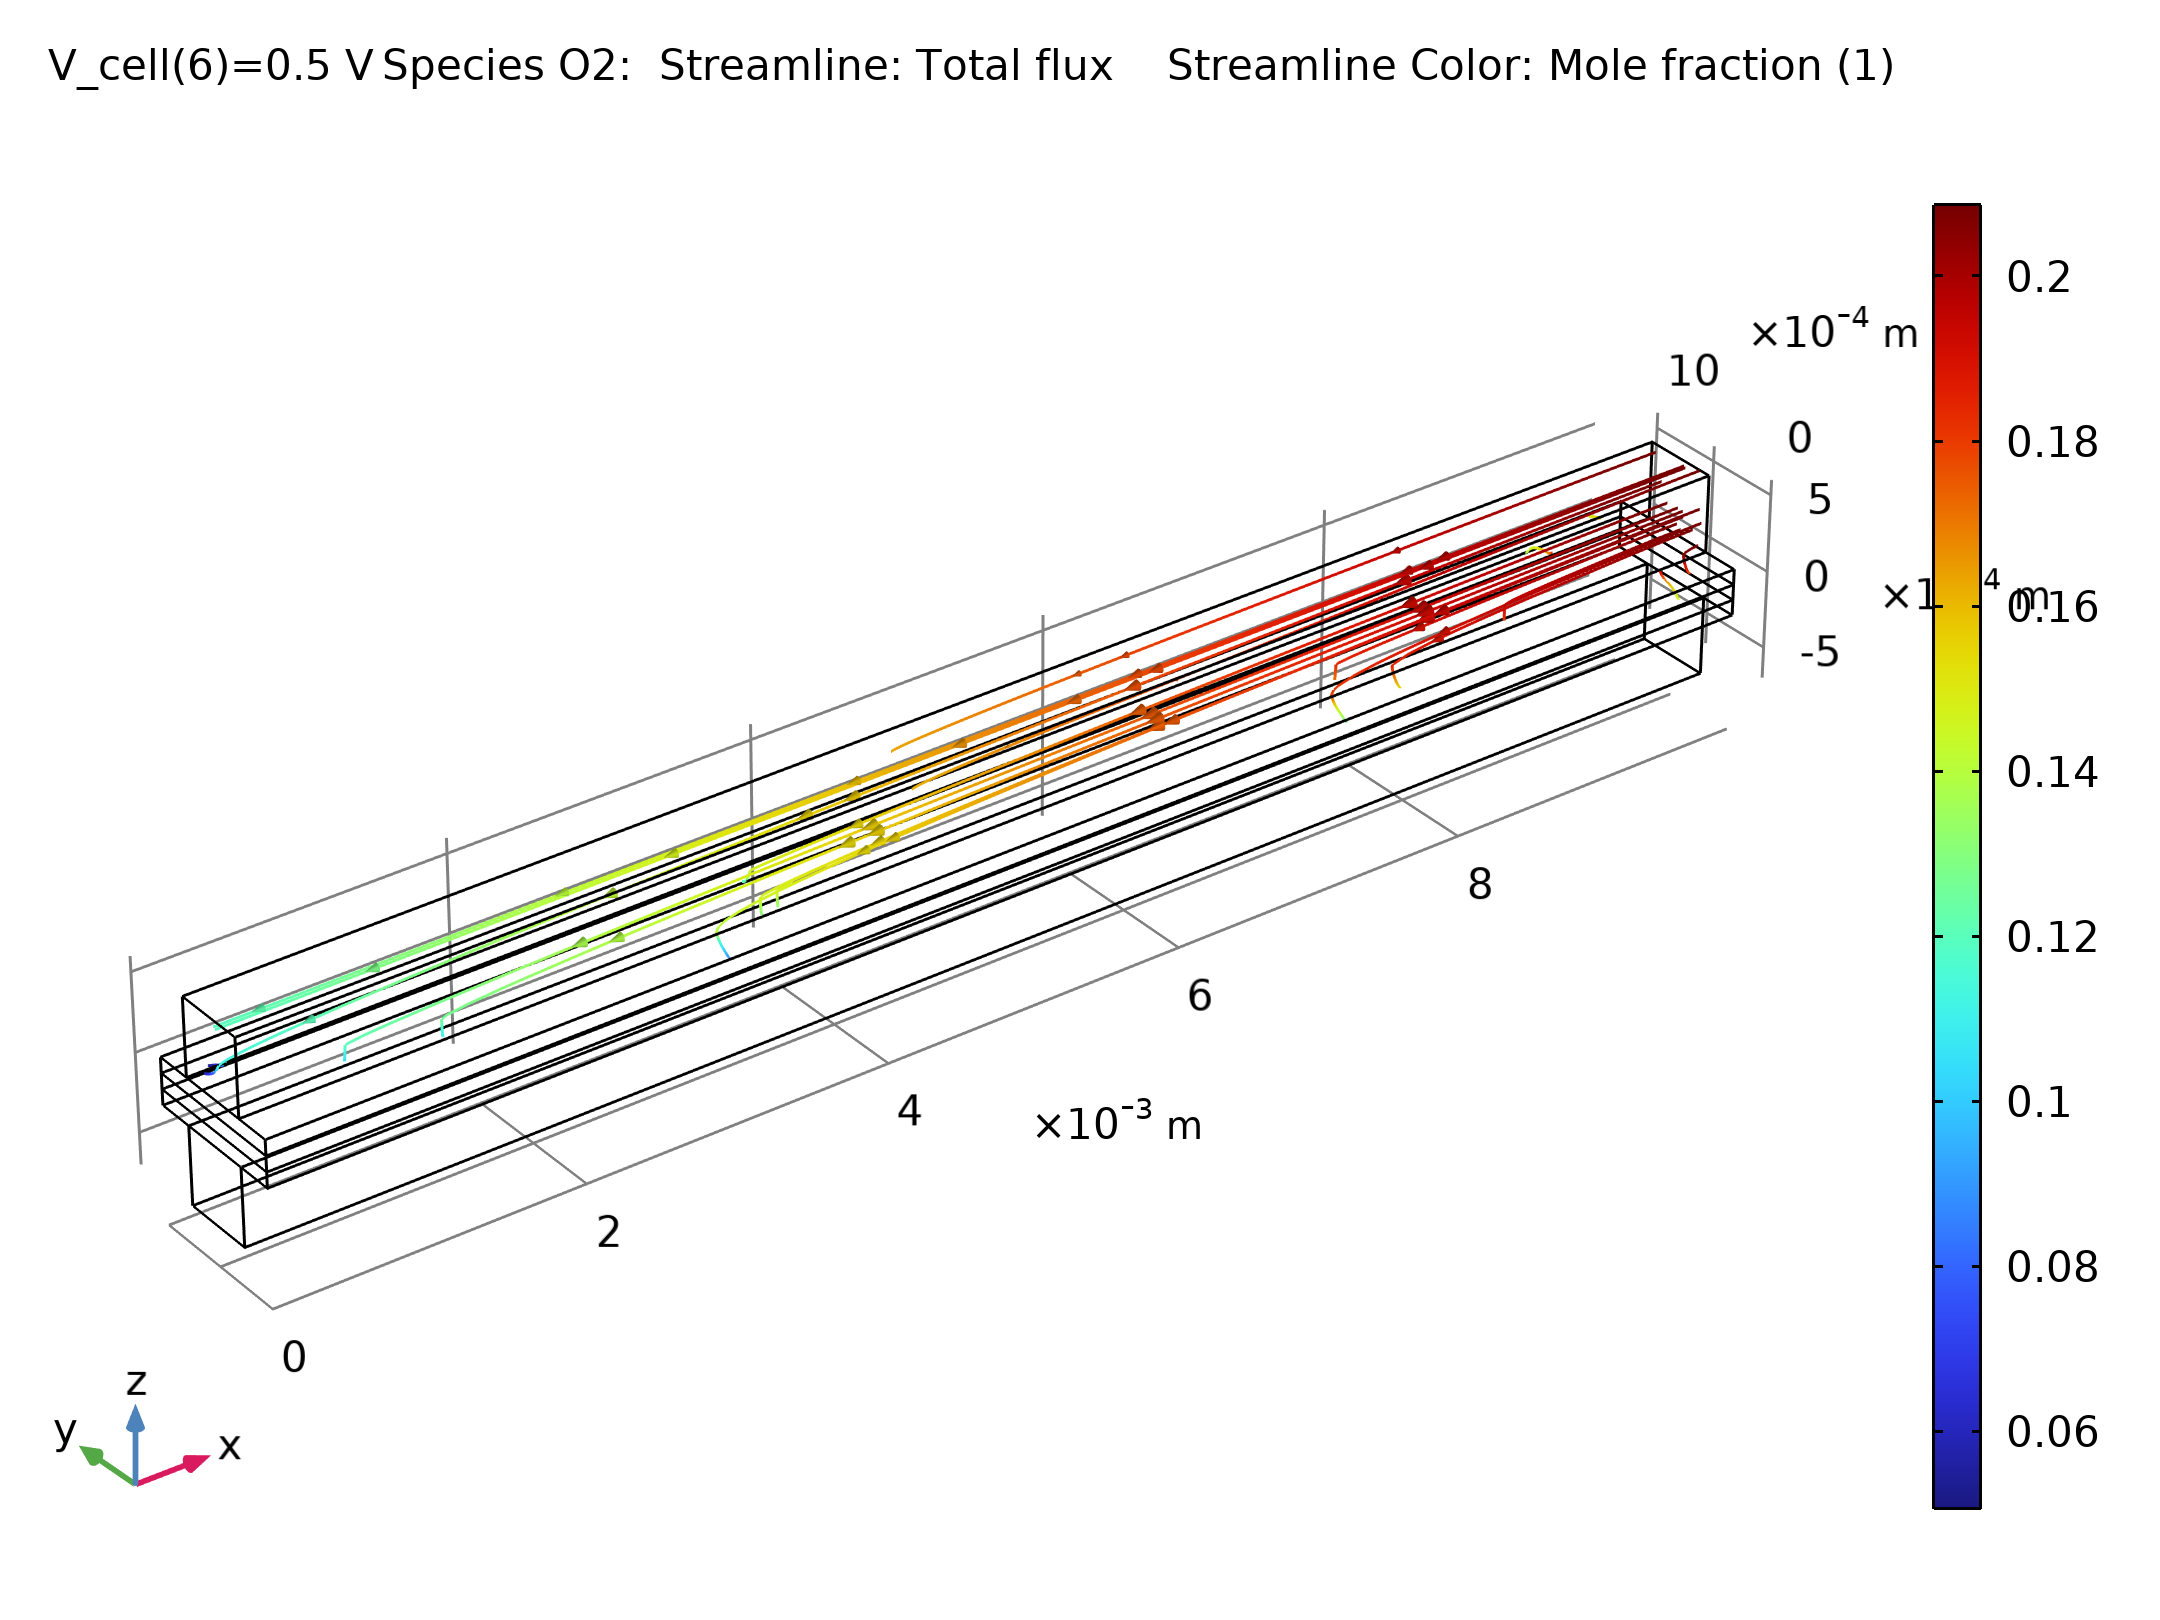 V_cell(6)=0.5 V Species O2: Streamline: Total flux Streamline Color: Mole fraction (1)
0.2
×10⁻⁴ m
10
0
0.18
5
0
×1 4 m
0.16
-5
0.14
8
0.12
6
4
×10⁻³ m
0.1
2
0.08
0
z
y
x
0.06